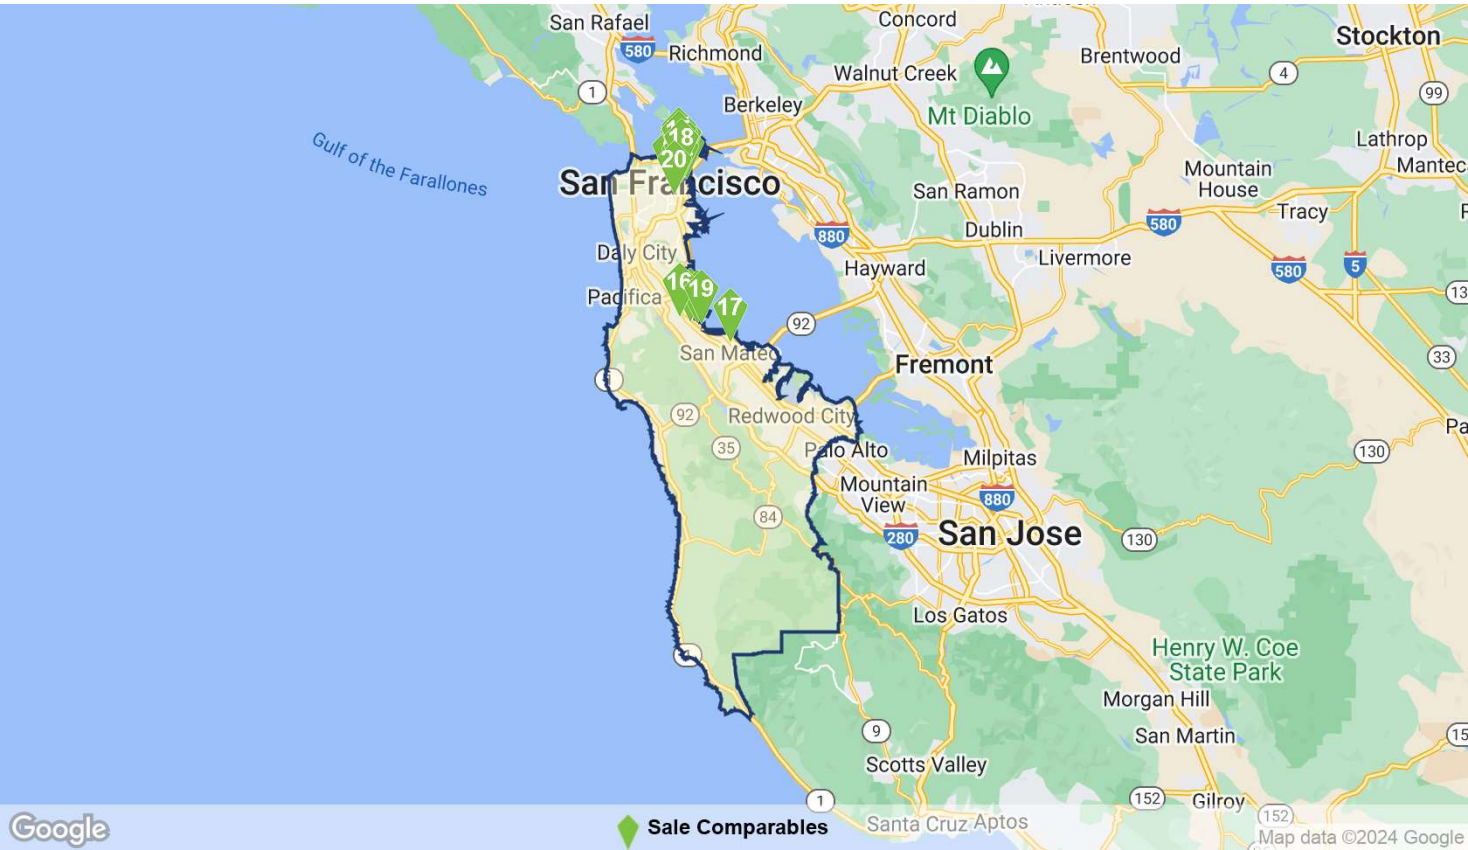 San Rafael
580
Richmond
Concord
Stockton
Brentwood
Walnut Creek
4
1
99
Berkeley
Mt Diablo
Lathrop
Gulf of the Farallones
18
20
San Francisco
Mountain
House
Mantec
San Ramon
Tracy
580
880
Dublin
Daly City
Livermore
580
5
Hayward
16
19
17
Pacifica
13
92
San Mateo
Fremont
33
92
Redwood City
35
Palo Alto
Milpitas
130
Pa
Mountain
View
880
84
280
San Jose
130
Los Gatos
Henry W. Coe
State Park
Morgan Hill
9
San Martin
15
Scotts Valley
1
152
Gilroy
152
Santa Cruz
Aptos
Google
Sale Comparables
Map data ©2024 Google